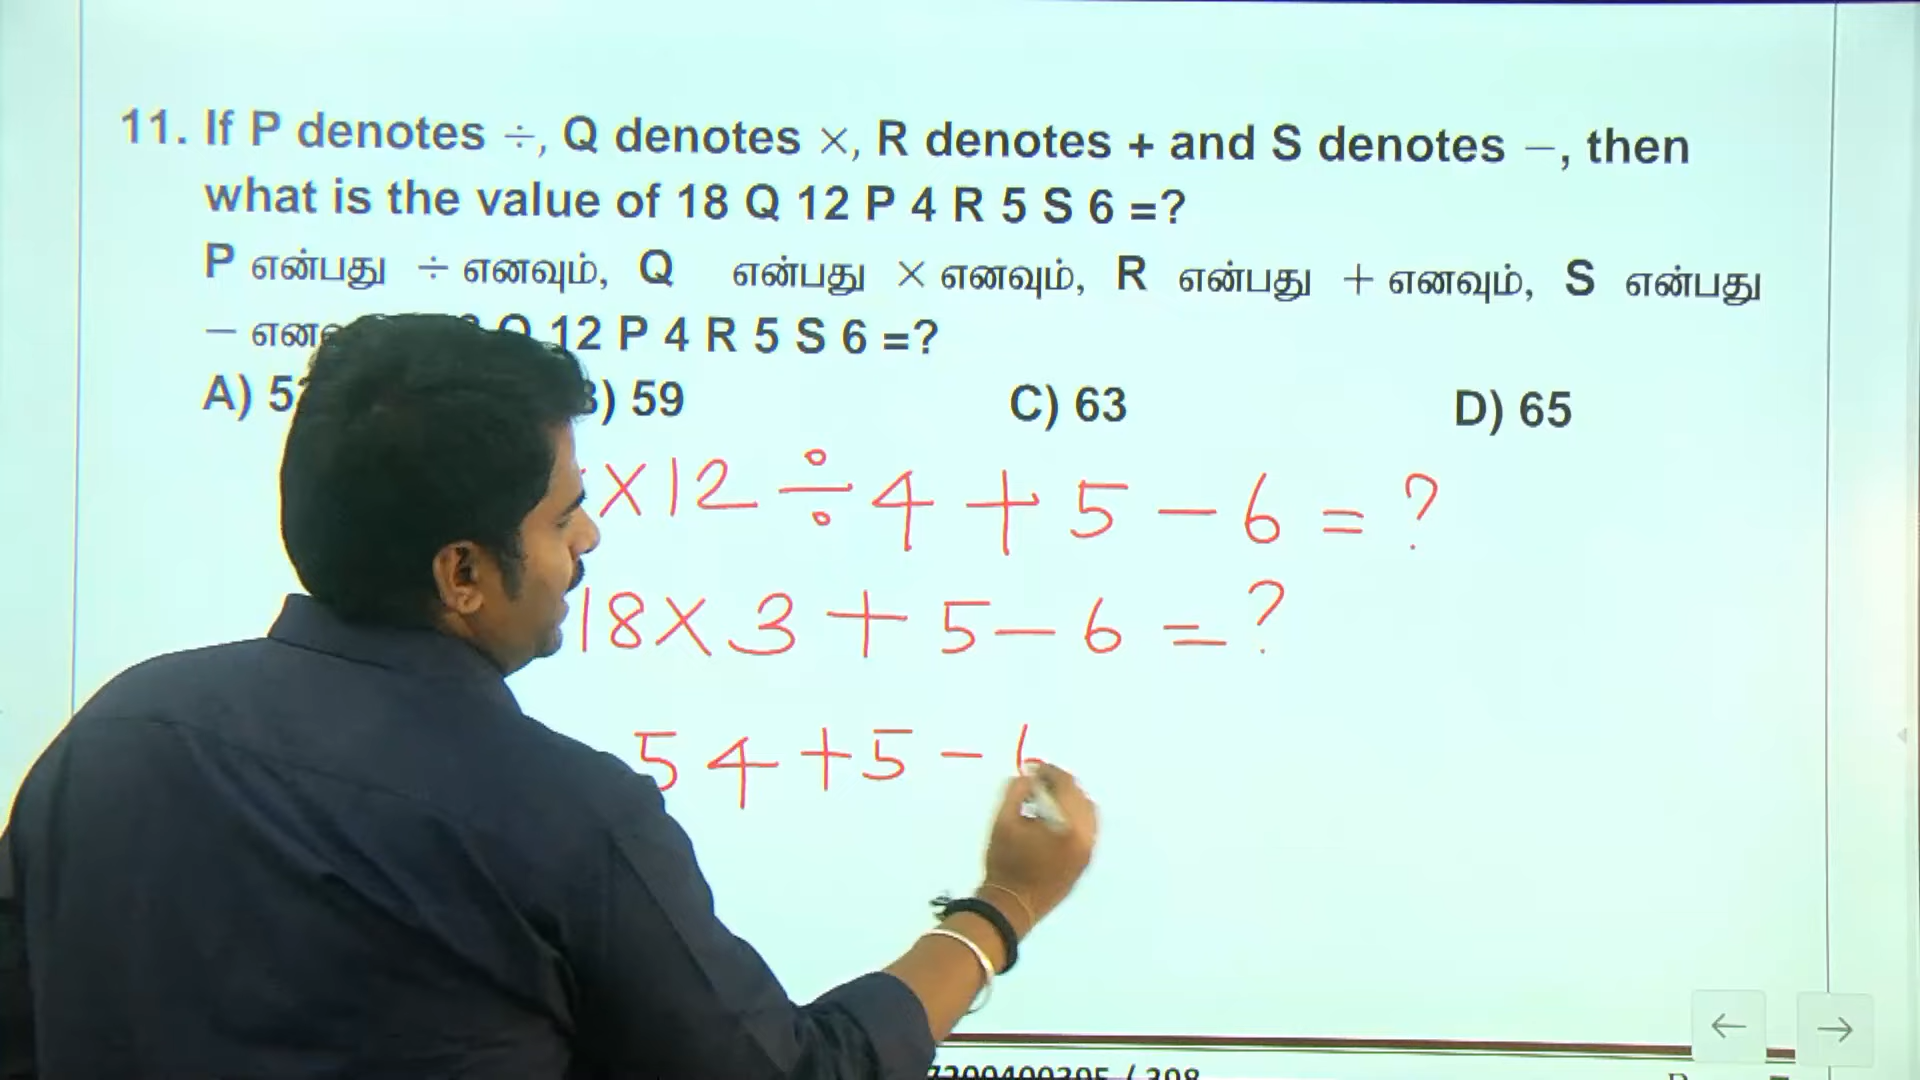 11. If P denotes ÷, Q denotes ×, R denotes + and S denotes −, then
what is the value of 18 Q 12 P 4 R 5 S 6 =?
P என்பது ÷ எனவும், Q என்பது × எனவும், R என்பது + எனவும், S என்பது
− 12 P 4 R 5 S 6 =?
A) B) 59 C) 63 D) 65
×12 ÷ 4 + 5 − 6 = ?
18 × 3 + 5 − 6 = ?
54 + 5 − 6
← →